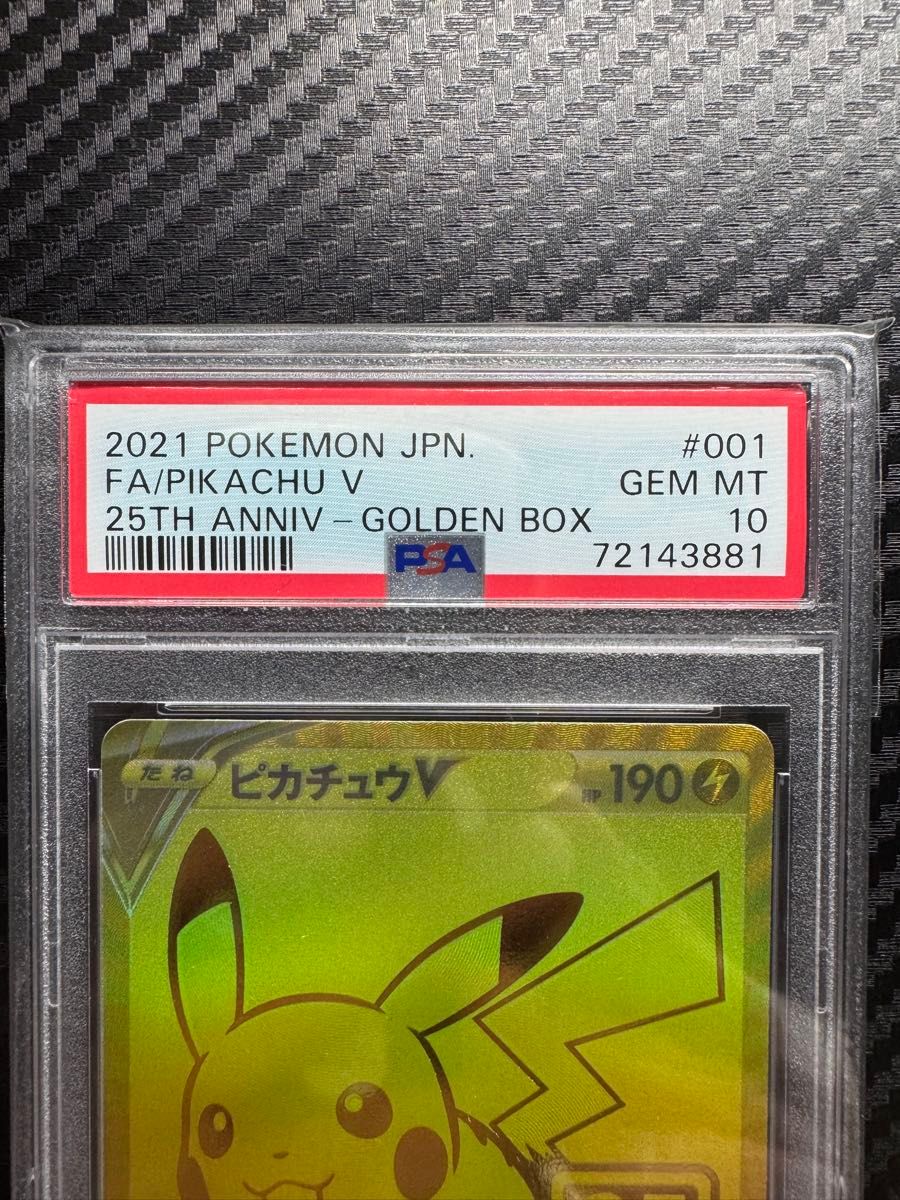 2021 POKEMON JPN. #001
FA/PIKACHU V GEM MT
25TH ANNIV - GOLDEN BOX 10
PSA 72143881
たね ピカチュウV HP 190